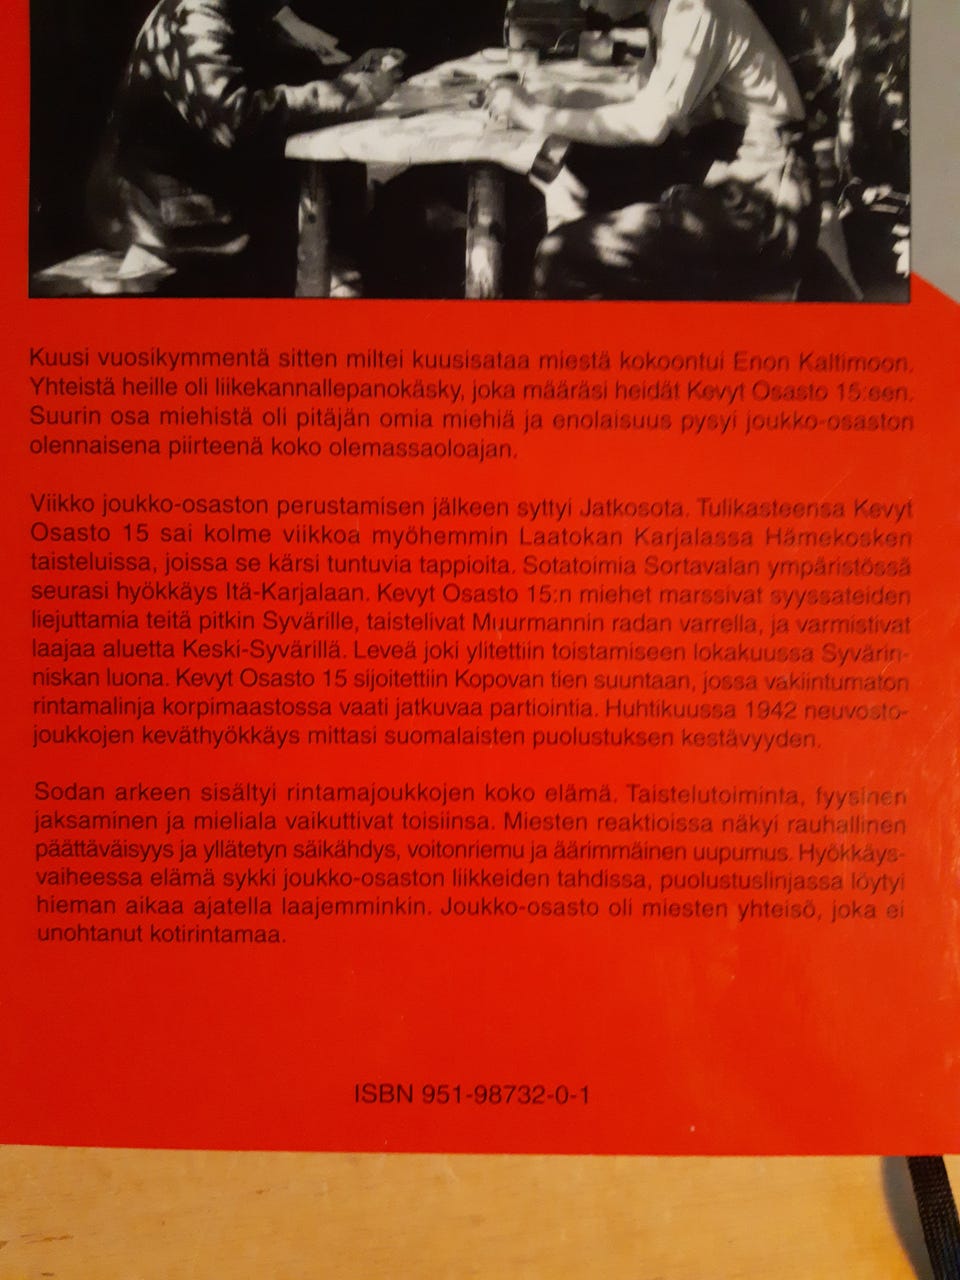 Kuusi vuosikymmentä sitten miltei kuusisataa miestä kokoontui Enon Kaltimoon.
Yhteistä heille oli liikekannallepanokäsky, joka määräsi heidät Kevyt Osasto 15:een.
Suurin osa miehistä oli pitäjän omia miehiä ja enolaisuus pysyi joukko-osaston
olennaisena piirteenä koko olemassaoloajan.
Viikko joukko-osaston perustamisen jälkeen syttyi Jatkosota. Tulikasteensa Kevyt
Osasto 15 sai kolme viikkoa myöhemmin Laatokan Karjalassa Hämekosken
taisteluissa, joissa se kärsi tuntuvia tappioita. Sotatoimia Sortavalan ympäristössä
seurasi hyökkäys Itä-Karjalaan. Kevyt Osasto 15:n miehet marssivat syyssateiden
liejuttamia teitä pitkin Syvärille, taistelivat Muurmannin radan varrella, ja varmistivat
laajaa aluetta Keski-Syvärillä. Leveä joki ylitettiin toistamiseen lokakuussa Syvärin-
niskan luona. Kevyt Osasto 15 sijoitettiin Kopovan tien suuntaan, jossa vakiintumaton
rintamalinja korpimaastossa vaati jatkuvaa partiointia. Huhtikuussa 1942 neuvosto-
joukkojen keväthyökkäys mittasi suomalaisten puolustuksen kestävyyden.
Sodan arkeen sisältyi rintamajoukkojen koko elämä. Taistelutoiminta, fyysinen
jaksaminen ja mieliala vaikuttivat toisiinsa. Miesten reaktioissa näkyi rauhallinen
päättäväisyys ja yllätetyn säikähdys, voitonriemu ja äärimmäinen uupumus. Hyökkäys-
vaiheessa elämä sykki joukko-osaston liikkeiden tahdissa, puolustuslinjassa löytyi
hieman aikaa ajatella laajemminkin. Joukko-osasto oli miesten yhteisö, joka ei
unohtanut kotirintamaa.
ISBN 951-98732-0-1